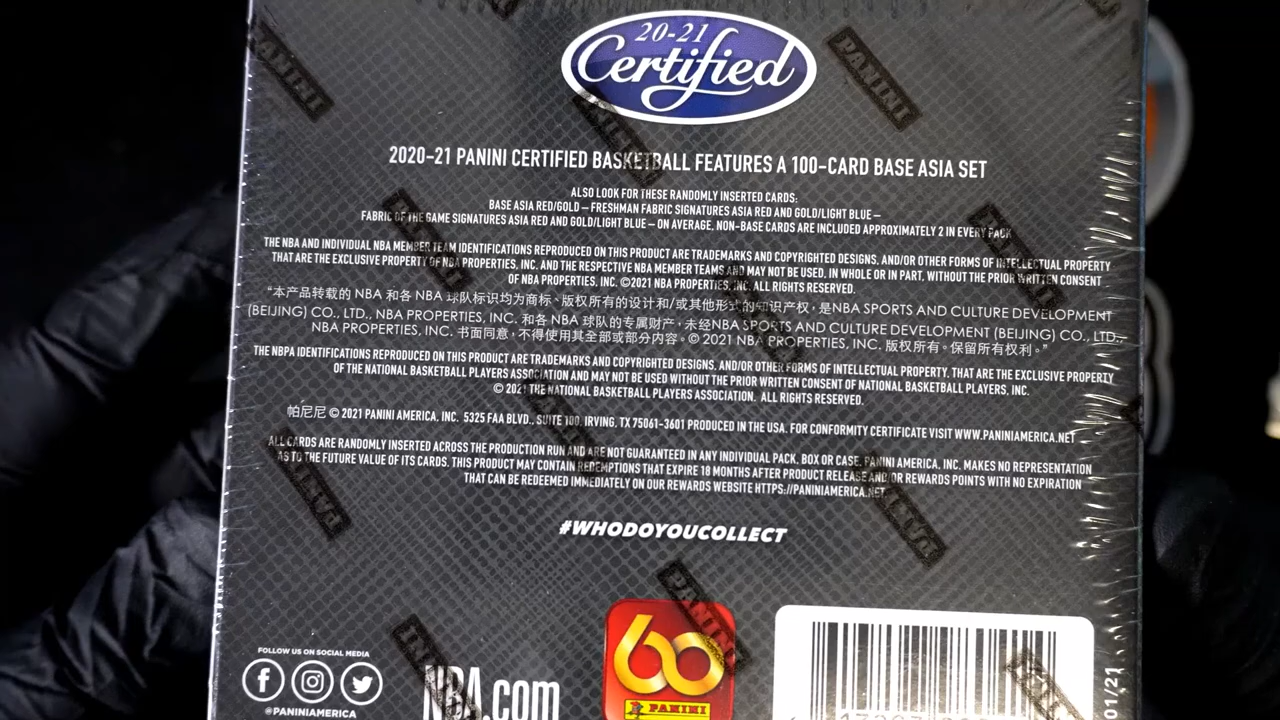 20-21
Certified
2020-21 PANINI CERTIFIED BASKETBALL FEATURES A 100-CARD BASE ASIA SET
ALSO LOOK FOR THESE RANDOMLY INSERTED CARDS:
BASE ASIA RED/GOLD – FRESHMAN FABRIC SIGNATURES ASIA RED AND GOLD/LIGHT BLUE –
FABRIC OF THE GAME SIGNATURES ASIA RED AND GOLD/LIGHT BLUE – ON AVERAGE, NON-BASE CARDS ARE INCLUDED APPROXIMATELY 2 IN EVERY PACK
THE NBA AND INDIVIDUAL NBA MEMBER TEAM IDENTIFICATIONS REPRODUCED ON THIS PRODUCT ARE TRADEMARKS AND COPYRIGHTED DESIGNS, AND/OR OTHER FORMS OF INTELLECTUAL PROPERTY
THAT ARE THE EXCLUSIVE PROPERTY OF NBA PROPERTIES, INC. AND THE RESPECTIVE NBA MEMBER TEAMS AND MAY NOT BE USED, IN WHOLE OR IN PART, WITHOUT THE PRIOR WRITTEN CONSENT
OF NBA PROPERTIES, INC. ©2021 NBA PROPERTIES, INC. ALL RIGHTS RESERVED.
“本产品转载的 NBA 和各 NBA 球队标识均为商标、版权所有的设计和/或其他形式的知识产权，是NBA SPORTS AND CULTURE DEVELOPMENT
(BEIJING) CO., LTD., NBA PROPERTIES, INC. 和各 NBA 球队的专属财产，未经NBA SPORTS AND CULTURE DEVELOPMENT (BEIJING) CO., LTD.,
NBA PROPERTIES, INC. 书面同意，不得使用其全部或部分内容。© 2021 NBA PROPERTIES, INC. 版权所有。保留所有权利。”
THE NBPA IDENTIFICATIONS REPRODUCED ON THIS PRODUCT ARE TRADEMARKS AND COPYRIGHTED DESIGNS, AND/OR OTHER FORMS OF INTELLECTUAL PROPERTY, THAT ARE THE EXCLUSIVE PROPERTY
OF THE NATIONAL BASKETBALL PLAYERS ASSOCIATION AND MAY NOT BE USED WITHOUT THE PRIOR WRITTEN CONSENT OF NATIONAL BASKETBALL PLAYERS, INC.
© 2021 THE NATIONAL BASKETBALL PLAYERS ASSOCIATION. ALL RIGHTS RESERVED.
帕尼尼 © 2021 PANINI AMERICA, INC. 5325 FAA BLVD., SUITE 100, IRVING, TX 75061-3601 PRODUCED IN THE USA. FOR CONFORMITY CERTIFICATE VISIT WWW.PANINIAMERICA.NET
ALL CARDS ARE RANDOMLY INSERTED ACROSS THE PRODUCTION RUN AND ARE NOT GUARANTEED IN ANY INDIVIDUAL PACK, BOX OR CASE. PANINI AMERICA, INC. MAKES NO REPRESENTATION
AS TO THE FUTURE VALUE OF ITS CARDS. THIS PRODUCT MAY CONTAIN REDEMPTIONS THAT EXPIRE 18 MONTHS AFTER PRODUCT RELEASE AND/OR REWARDS POINTS WITH NO EXPIRATION
THAT CAN BE REDEEMED IMMEDIATELY ON OUR REWARDS WEBSITE HTTPS://PANINIAMERICA.NET.
#WHODOYOUCOLLECT
FOLLOW US ON SOCIAL MEDIA
@PANINIAMERICA
NBA.com
60
PANINI
01/21
PANINI
PANINI
PANINI
PANINI
PANINI
PANINI
PANINI
PANINI